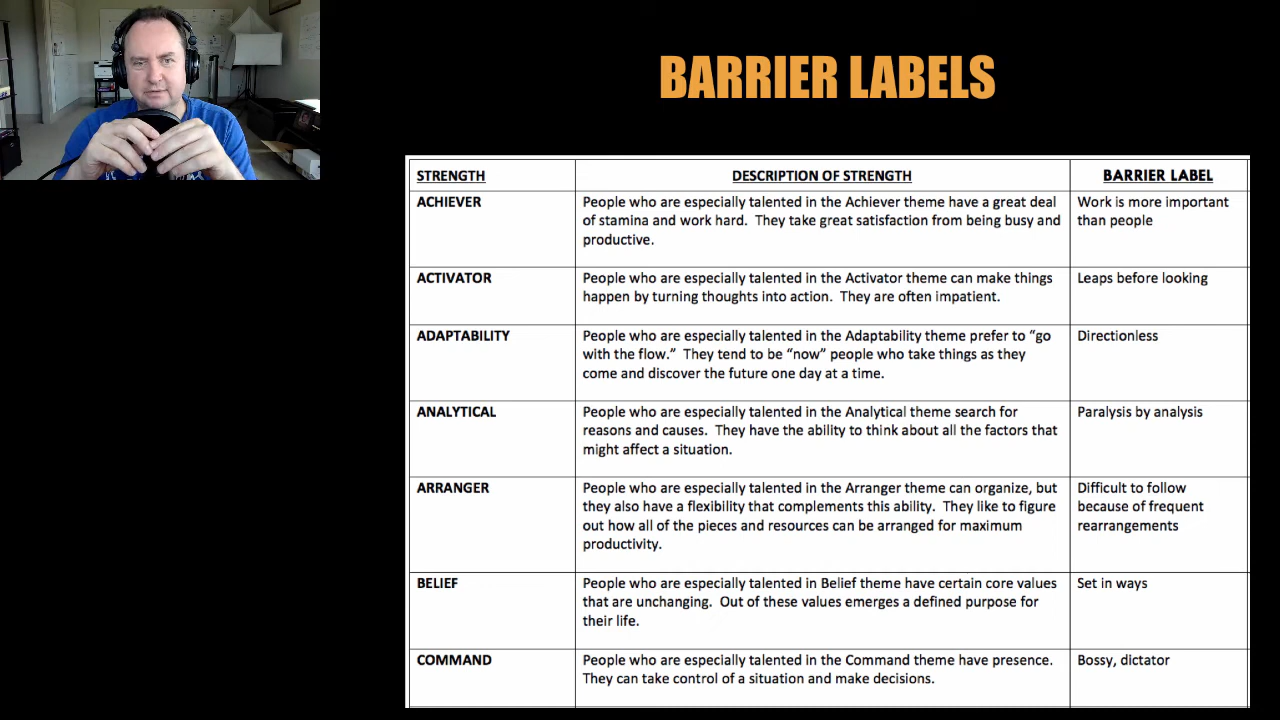 BARRIER LABELS
STRENGTH DESCRIPTION OF STRENGTH BARRIER LABEL
ACHIEVER
People who are especially talented in the Achiever theme have a great deal
of stamina and work hard. They take great satisfaction from being busy and
productive.
Work is more important
than people
ACTIVATOR
People who are especially talented in the Activator theme can make things
happen by turning thoughts into action. They are often impatient.
Leaps before looking
ADAPTABILITY
People who are especially talented in the Adaptability theme prefer to “go
with the flow.” They tend to be “now” people who take things as they
come and discover the future one day at a time.
Directionless
ANALYTICAL
People who are especially talented in the Analytical theme search for
reasons and causes. They have the ability to think about all the factors that
might affect a situation.
Paralysis by analysis
ARRANGER
People who are especially talented in the Arranger theme can organize, but
they also have a flexibility that complements this ability. They like to figure
out how all of the pieces and resources can be arranged for maximum
productivity.
Difficult to follow
because of frequent
rearrangements
BELIEF
People who are especially talented in Belief theme have certain core values
that are unchanging. Out of these values emerges a defined purpose for
their life.
Set in ways
COMMAND
People who are especially talented in the Command theme have presence.
They can take control of a situation and make decisions.
Bossy, dictator